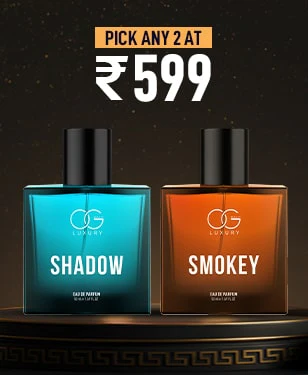 PICK ANY 2 AT
₹599
OG
LUXURY
SHADOW
EAU DE PARFUM
OG
LUXURY
SMOKEY
EAU DE PARFUM